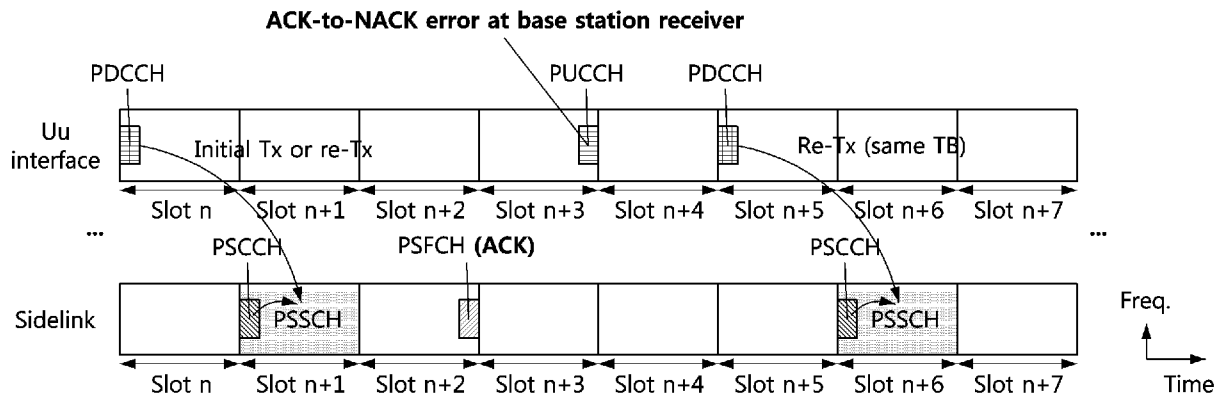 ACK-to-NACK error at base station receiver
PDCCH PUCCH PDCCH
Uu
interface
Initial Tx or re-Tx Re-Tx (same TB)
Slot n Slot n+1 Slot n+2 Slot n+3 Slot n+4 Slot n+5 Slot n+6 Slot n+7
... ...
PSCCH PSFCH (ACK) PSCCH
Sidelink PSSCH PSSCH Freq.
Slot n Slot n+1 Slot n+2 Slot n+3 Slot n+4 Slot n+5 Slot n+6 Slot n+7 Time